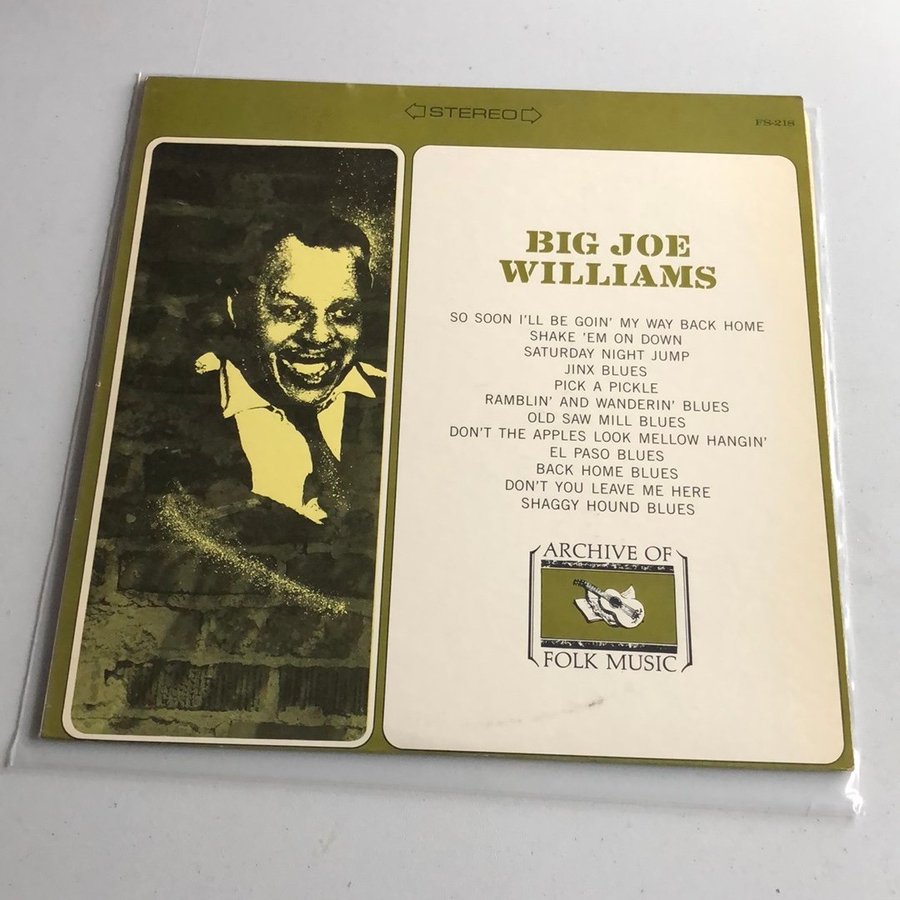 STEREO
FS-218
BIG JOE
WILLIAMS
SO SOON I'LL BE GOIN' MY WAY BACK HOME
SHAKE 'EM ON DOWN
SATURDAY NIGHT JUMP
JINX BLUES
PICK A PICKLE
RAMBLIN' AND WANDERIN' BLUES
OLD SAW MILL BLUES
DON'T THE APPLES LOOK MELLOW HANGIN'
EL PASO BLUES
BACK HOME BLUES
DON'T YOU LEAVE ME HERE
SHAGGY HOUND BLUES
ARCHIVE OF
FOLK MUSIC